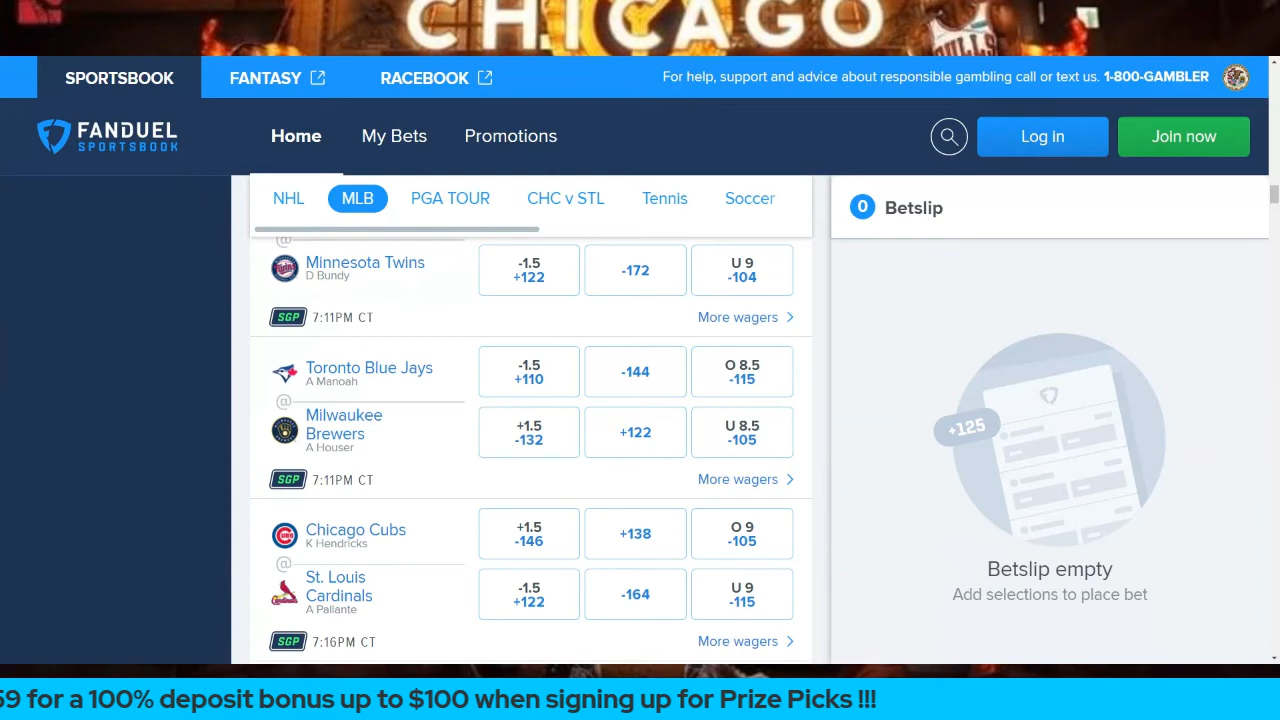 CHICAGO
BULLS
SPORTSBOOK
FANTASY
RACEBOOK
For help, support and advice about responsible gambling call or text us. 1-800-GAMBLER
FANDUEL
SPORTSBOOK
Home
My Bets
Promotions
Log in
Join now
NHL
MLB
PGA TOUR
CHC v STL
Tennis
Soccer
0 Betslip
@
Minnesota Twins
D Bundy
-1.5
+122
-172
U 9
-104
SGP 7:11PM CT
More wagers
Toronto Blue Jays
A Manoah
-1.5
+110
-144
O 8.5
-115
@
Milwaukee
Brewers
A Houser
+1.5
-132
+122
U 8.5
-105
SGP 7:11PM CT
More wagers
Chicago Cubs
K Hendricks
+1.5
-146
+138
O 9
-105
@
St. Louis
Cardinals
A Pallante
-1.5
+122
-164
U 9
-115
SGP 7:16PM CT
More wagers
+125
Betslip empty
Add selections to place bet
59 for a 100% deposit bonus up to $100 when signing up for Prize Picks !!!